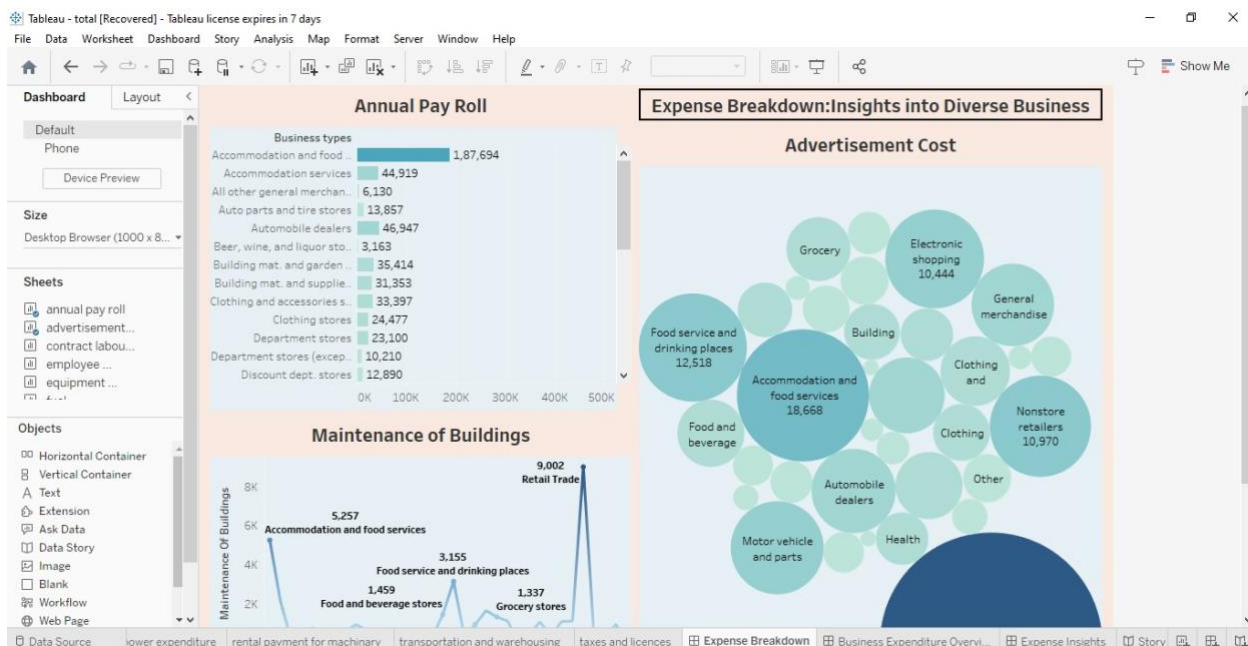 Tableau - total [Recovered] - Tableau license expires in 7 days
File Data Worksheet Dashboard Story Analysis Map Format Server Window Help
Show Me
Dashboard Layout
Default
Phone
Device Preview
Size
Desktop Browser (1000 x 8...
Sheets
annual pay roll
advertisement...
contract labou...
employee ...
equipment ...
Objects
Horizontal Container
Vertical Container
Text
Extension
Ask Data
Data Story
Image
Blank
Workflow
Web Page
Annual Pay Roll
Business types
Accommodation and food .. 1,87,694
Accommodation services 44,919
All other general merchan.. 6,130
Auto parts and tire stores 13,857
Automobile dealers 46,947
Beer, wine, and liquor sto.. 3,163
Building mat. and garden .. 35,414
Building mat. and supplie.. 31,353
Clothing and accessories s.. 33,397
Clothing stores 24,477
Department stores 23,100
Department stores (excep.. 10,210
Discount dept. stores 12,890
0K 100K 200K 300K 400K 500K
Maintenance of Buildings
Maintenance Of Buildings
8K
6K
4K
2K
9,002
Retail Trade
5,257
Accommodation and food services
3,155
Food service and drinking places
1,459
Food and beverage stores
1,337
Grocery stores
Expense Breakdown:Insights into Diverse Business
Advertisement Cost
Grocery
Electronic
shopping
10,444
General
merchandise
Food service and
drinking places
12,518
Building
Clothing
and
Accommodation and
food services
18,668
Nonstore
retailers
10,970
Food and
beverage
Clothing
Automobile
dealers
Other
Motor vehicle
and parts
Health
Data Source ower expenditure rental payment for machinary transportation and warehousing taxes and licences Expense Breakdown Business Expenditure Overvi... Expense Insights Story